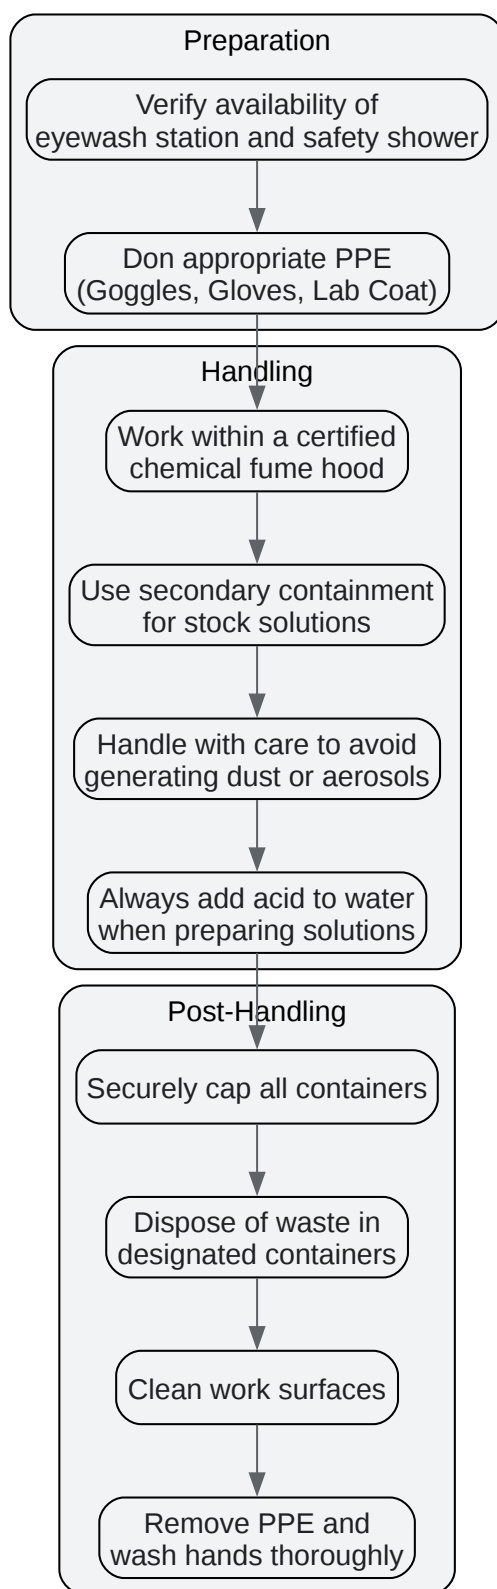 Preparation
Verify availability of
eyewash station and safety shower
Don appropriate PPE
(Goggles, Gloves, Lab Coat)
Handling
Work within a certified
chemical fume hood
Use secondary containment
for stock solutions
Handle with care to avoid
generating dust or aerosols
Always add acid to water
when preparing solutions
Post-Handling
Securely cap all containers
Dispose of waste in
designated containers
Clean work surfaces
Remove PPE and
wash hands thoroughly